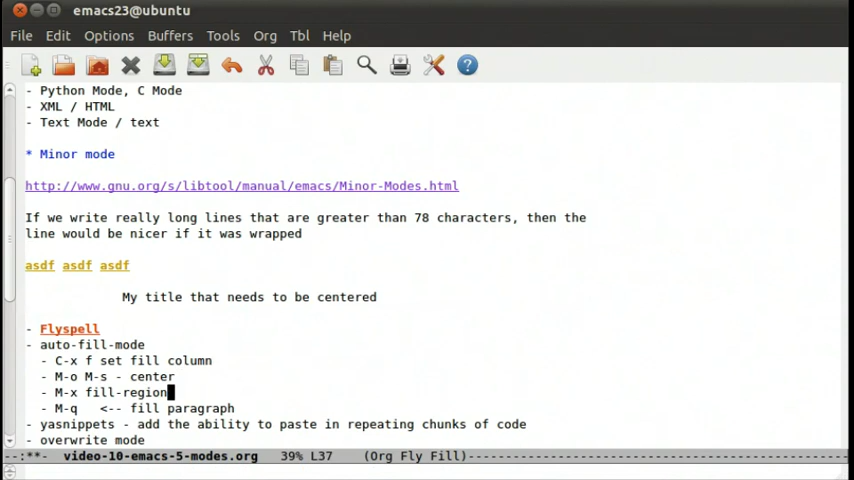 emacs23@ubuntu
File Edit Options Buffers Tools Org Tbl Help
- Python Mode, C Mode
- XML / HTML
- Text Mode / text
* Minor mode
http://www.gnu.org/s/libtool/manual/emacs/Minor-Modes.html
If we write really long lines that are greater than 78 characters, then the
line would be nicer if it was wrapped
asdf asdf asdf
My title that needs to be centered
- Flyspell
- auto-fill-mode
- C-x f set fill column
- M-o M-s - center
- M-x fill-region
- M-q <-- fill paragraph
- yasnippets - add the ability to paste in repeating chunks of code
- overwrite mode
--:**- video-10-emacs-5-modes.org 39% L37 (Org Fly Fill)--------------------------------------------------